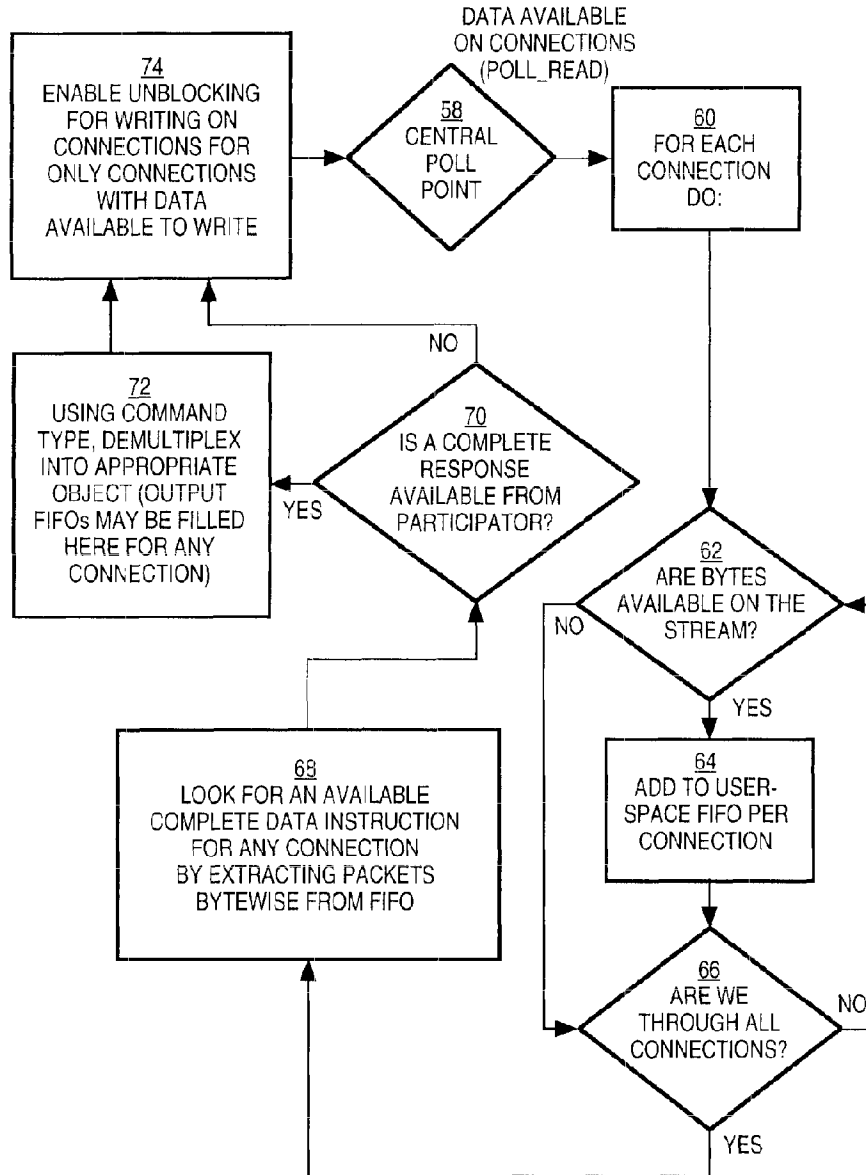 DATA AVAILABLE
ON CONNECTIONS
(POLL_READ)
74
ENABLE UNBLOCKING
FOR WRITING ON
CONNECTIONS FOR
ONLY CONNECTIONS
WITH DATA
AVAILABLE TO WRITE
58
CENTRAL
POLL
POINT
60
FOR EACH
CONNECTION
DO:
NO
72
USING COMMAND
TYPE, DEMULTIPLEX
INTO APPROPRIATE
OBJECT (OUTPUT
FIFOs MAY BE FILLED
HERE FOR ANY
CONNECTION)
YES
70
IS A COMPLETE
RESPONSE
AVAILABLE FROM
PARTICIPATOR?
62
ARE BYTES
AVAILABLE ON THE
STREAM?
NO
YES
68
LOOK FOR AN AVAILABLE
COMPLETE DATA INSTRUCTION
FOR ANY CONNECTION
BY EXTRACTING PACKETS
BYTEWISE FROM FIFO
64
ADD TO USER-
SPACE FIFO PER
CONNECTION
66
ARE WE
THROUGH ALL
CONNECTIONS?
NO
YES